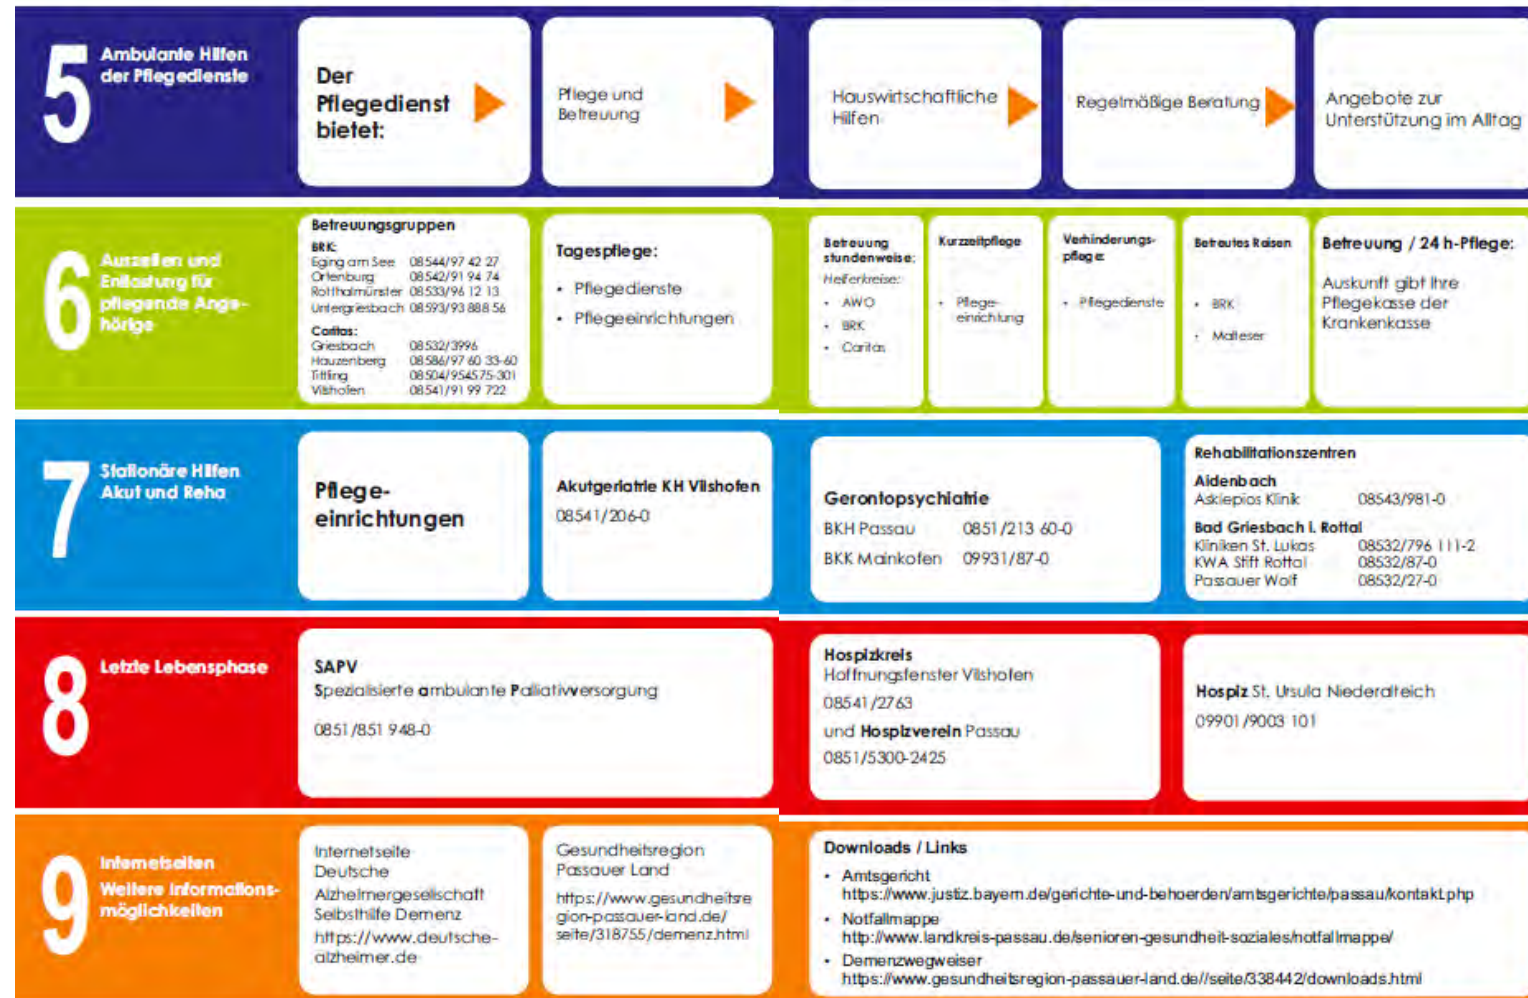 5
Ambulante Hilfen
der Pflegedienste
Der
Pflegedienst
bietet:
Pflege und
Betreuung
Hauswirtschaftliche
Hilfen
Regelmäßige Beratung
Angebote zur
Unterstützung im Alltag
6
Auszeiten und
Entlastung für
pflegende Ange-
hörige
Betreuungsgruppen
BRK:
Eging am See 08544/97 42 27
Ortenburg 08542/91 94 74
Rotthalmünster 08533/96 12 13
Untergriesbach 08593/93 888 56
Caritas:
Griesbach 08532/3996
Hauzenberg 08586/97 60 33-60
Tittling 08504/954575-301
Vilshofen 08541/91 99 722
Tagespflege:
• Pflegedienste
• Pflegeeinrichtungen
Betreuung
stundenweise:
Helferkreise:
• AWO
• BRK
• Caritas
Kurzzeitpflege
• Pflege-
einrichtung
Verhinderungs-
pflege:
• Pflegedienste
Betreutes Reisen
• BRK
• Malteser
Betreuung / 24 h-Pflege:
Auskunft gibt Ihre
Pflegekasse der
Krankenkasse
7
Stationäre Hilfen
Akut und Reha
Pflege-
einrichtungen
Akutgeriatrie KH Vilshofen
08541/206-0
Gerontopsychiatrie
BKH Passau 0851/213 60-0
BKK Mainkofen 09931/87-0
Rehabilitationszentren
Aidenbach
Asklepios Klinik 08543/981-0
Bad Griesbach i. Rottal
Kliniken St. Lukas 08532/796 111-2
KWA Stift Rottal 08532/87-0
Passauer Wolf 08532/27-0
8
Letzte Lebensphase
SAPV
Spezialisierte ambulante Palliativversorgung
0851/851 948-0
Hospizkreis
Hoffnungsfenster Vilshofen
08541/2763
und Hospizverein Passau
0851/5300-2425
Hospiz St. Ursula Niederalteich
09901/9003 101
9
Internetseiten
Weitere Informations-
möglichkeiten
Internetseite
Deutsche
Alzheimergesellschaft
Selbsthilfe Demenz
https://www.deutsche-
alzheimer.de
Gesundheitsregion
Passauer Land
https://www.gesundheitsre
gion-passauer-land.de/
seite/318755/demenz.html
Downloads / Links
• Amtsgericht
https://www.justiz.bayern.de/gerichte-und-behoerden/amtsgerichte/passau/kontakt.php
• Notfallmappe
http://www.landkreis-passau.de/senioren-gesundheit-soziales/notfallmappe/
• Demenzwegweiser
https://www.gesundheitsregion-passauer-land.de//seite/338442/downloads.html